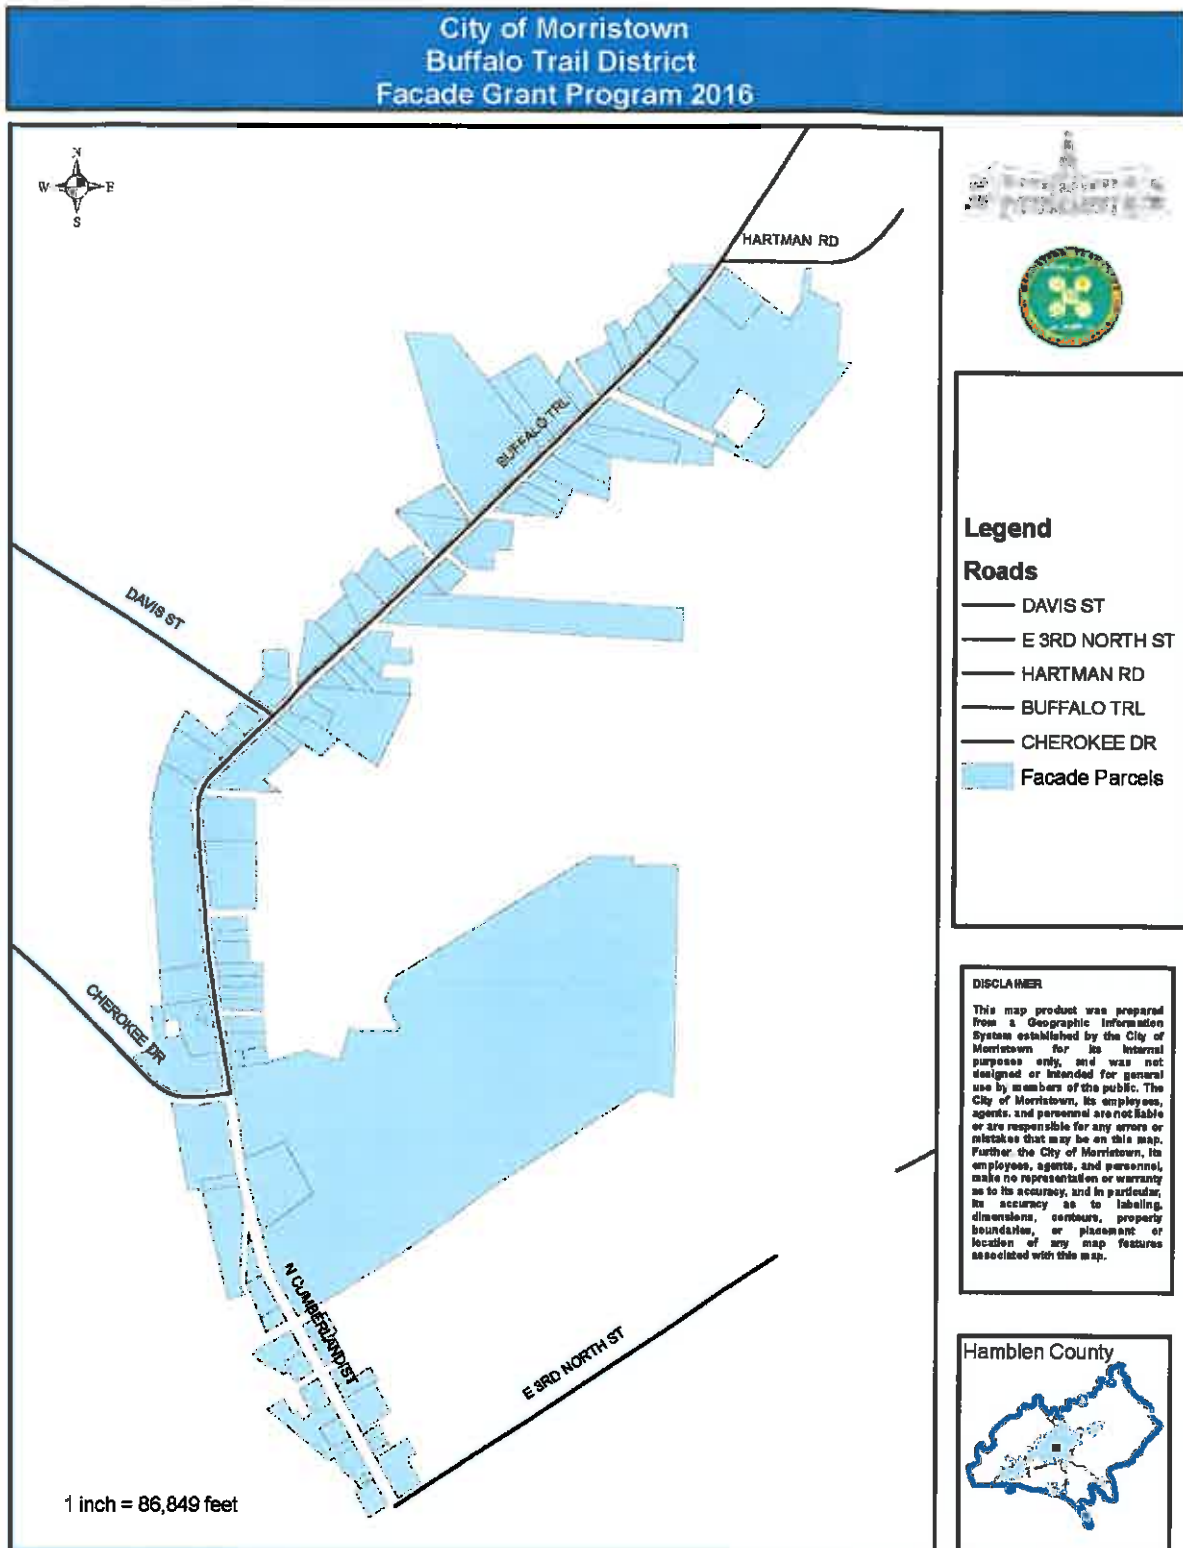 City of Morristown
Buffalo Trail District
Facade Grant Program 2016
N
W E
S
HARTMAN RD
BUFFALO TRL
DAVIS ST
CHEROKEE DR
N CUMBERLAND ST
E 3RD NORTH ST
1 inch = 86,849 feet
Legend
Roads
DAVIS ST
E 3RD NORTH ST
HARTMAN RD
BUFFALO TRL
CHEROKEE DR
Facade Parcels
DISCLAIMER
This map product was prepared
from a Geographic Information
System established by the City of
Morristown for its internal
purposes only, and was not
designed or intended for general
use by members of the public. The
City of Morristown, its employees,
agents, and personnel are not liable
or are responsible for any errors or
mistakes that may be on this map.
Further, the City of Morristown, its
employees, agents, and personnel,
make no representation or warranty
as to its accuracy, and in particular,
its accuracy as to labeling,
dimensions, contours, property
boundaries, or placement or
location of any map features
associated with this map.
Hamblen County